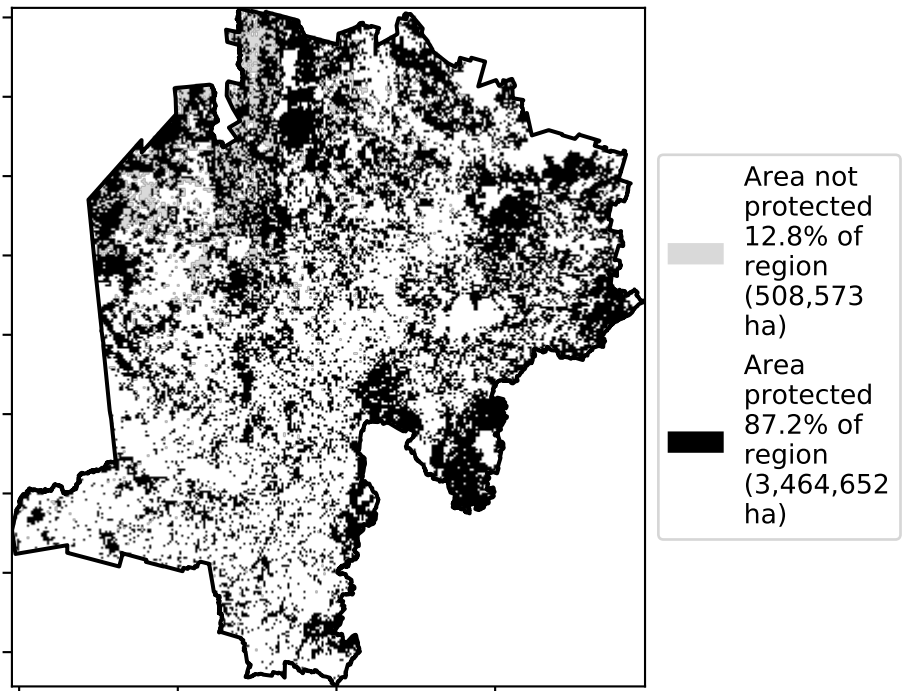 Area not
protected
12.8% of
region
(508,573
ha)
Area
protected
87.2% of
region
(3,464,652
ha)